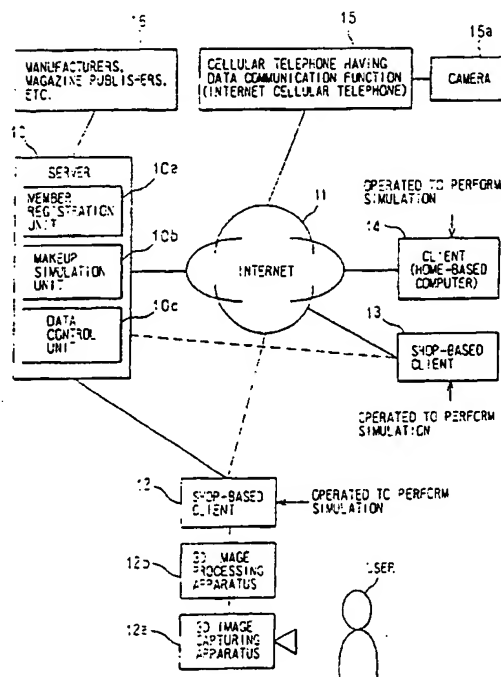 16
MANUFACTURERS,
MAGAZINE PUBLISHERS,
ETC.
15
CELLULAR TELEPHONE HAVING
DATA COMMUNICATION FUNCTION
(INTERNET CELLULAR TELEPHONE)
15a
CAMERA
10
SERVER
10a
MEMBER
REGISTRATION
UNIT
10b
MAKEUP
SIMULATION
UNIT
10c
DATA
CONTROL
UNIT
11
INTERNET
OPERATED TO PERFORM
SIMULATION
14
CLIENT
(HOME-BASED
COMPUTER)
13
SHOP-BASED
CLIENT
OPERATED TO PERFORM
SIMULATION
12
SHOP-BASED
CLIENT
OPERATED TO PERFORM
SIMULATION
12b
3D IMAGE
PROCESSING
APPARATUS
12a
3D IMAGE
CAPTURING
APPARATUS
USER